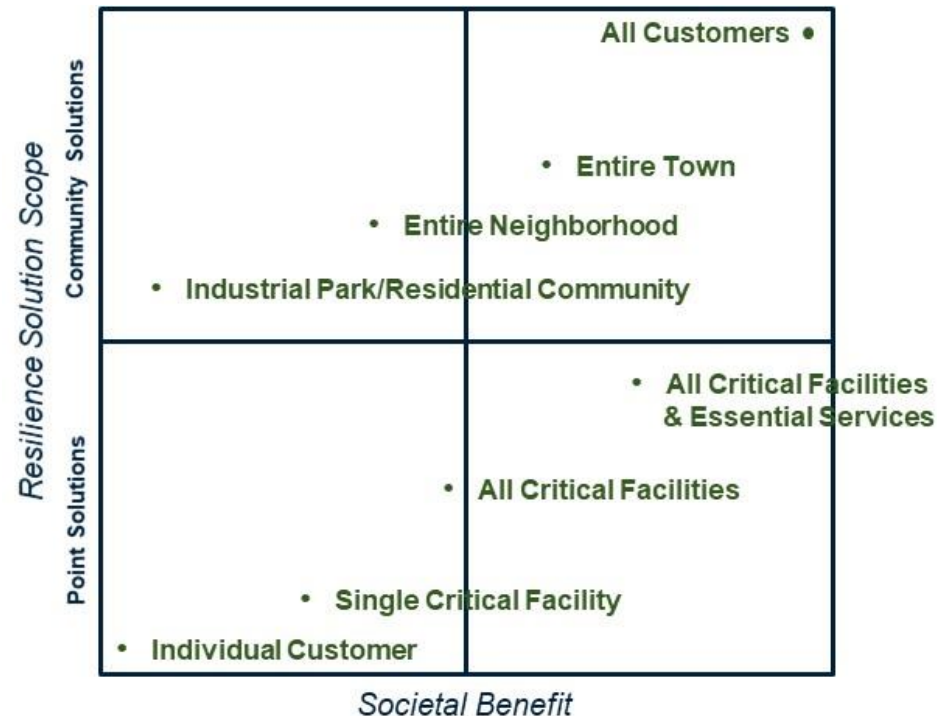 All Customers
Entire Town
Entire Neighborhood
Industrial Park/Residential Community
All Critical Facilities
& Essential Services
All Critical Facilities
Single Critical Facility
Individual Customer
Resilience Solution Scope
Community Solutions
Point Solutions
Societal Benefit